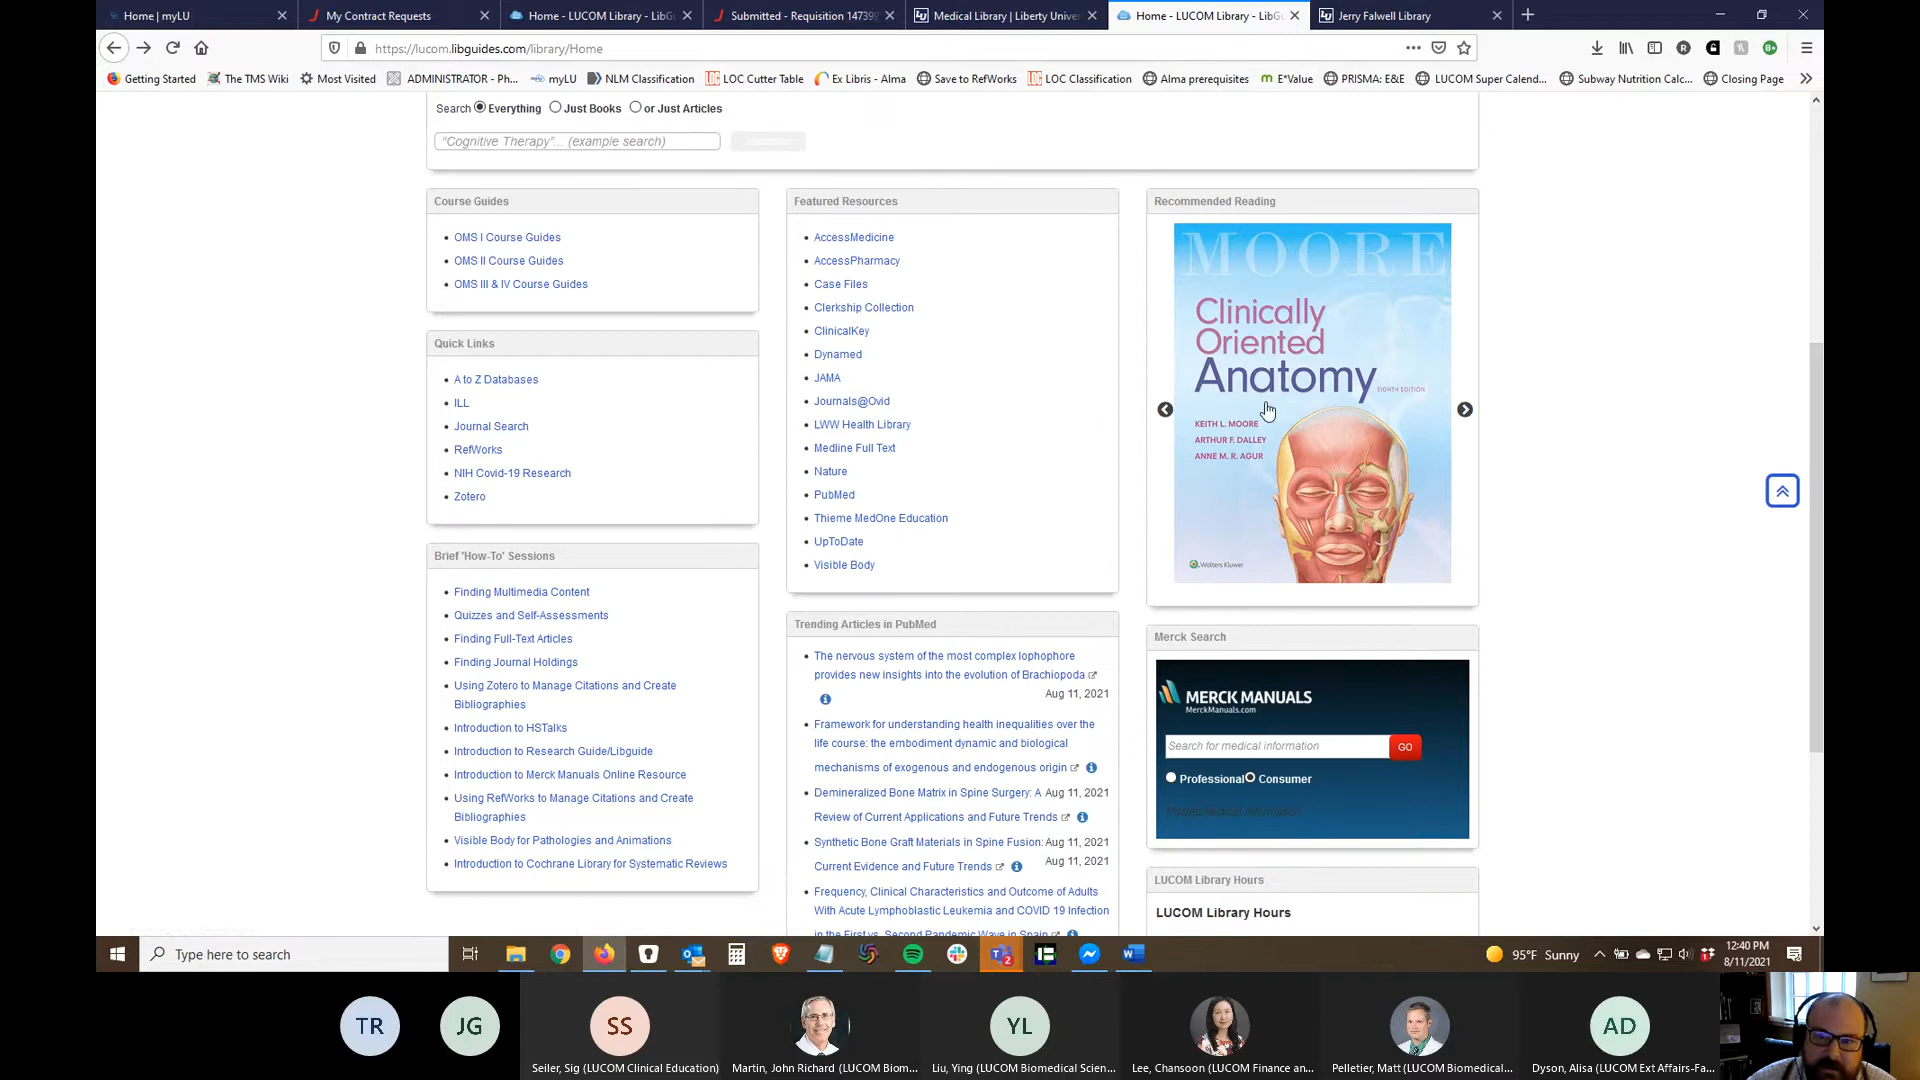 Home | myLU
My Contract Requests
Home - LUCOM Library - LibG
Submitted - Requisition 147399
Medical Library | Liberty Univer
Home - LUCOM Library - LibG
Jerry Falwell Library
https://lucom.libguides.com/library/Home
Getting Started
The TMS Wiki
Most Visited
ADMINISTRATOR - Ph...
myLU
NLM Classification
LOC Cutter Table
Ex Libris - Alma
Save to RefWorks
LOC Classification
Alma prerequisites
E*Value
PRISMA: E&E
LUCOM Super Calend...
Subway Nutrition Calc...
Closing Page
Search Everything Just Books or Just Articles
"Cognitive Therapy"... (example search)
Course Guides
OMS I Course Guides
OMS II Course Guides
OMS III & IV Course Guides
Quick Links
A to Z Databases
ILL
Journal Search
RefWorks
NIH Covid-19 Research
Zotero
Brief 'How-To' Sessions
Finding Multimedia Content
Quizzes and Self-Assessments
Finding Full-Text Articles
Finding Journal Holdings
Using Zotero to Manage Citations and Create
Bibliographies
Introduction to HSTalks
Introduction to Research Guide/Libguide
Introduction to Merck Manuals Online Resource
Using RefWorks to Manage Citations and Create
Bibliographies
Visible Body for Pathologies and Animations
Introduction to Cochrane Library for Systematic Reviews
Featured Resources
AccessMedicine
AccessPharmacy
Case Files
Clerkship Collection
ClinicalKey
Dynamed
JAMA
Journals@Ovid
LWW Health Library
Medline Full Text
Nature
PubMed
Thieme MedOne Education
UpToDate
Visible Body
Trending Articles in PubMed
The nervous system of the most complex lophophore
provides new insights into the evolution of Brachiopoda
Aug 11, 2021
Framework for understanding health inequalities over the
life course: the embodiment dynamic and biological
mechanisms of exogenous and endogenous origin
Demineralized Bone Matrix in Spine Surgery: A Aug 11, 2021
Review of Current Applications and Future Trends
Synthetic Bone Graft Materials in Spine Fusion: Aug 11, 2021
Current Evidence and Future Trends Aug 11, 2021
Frequency, Clinical Characteristics and Outcome of Adults
With Acute Lymphoblastic Leukemia and COVID 19 Infection
in the First vs. Second Pandemic Wave in Spain
Recommended Reading
MOORE
Clinically
Oriented
Anatomy
EIGHTH EDITION
KEITH L. MOORE
ARTHUR F. DALLEY
ANNE M. R. AGUR
Wolters Kluwer
Merck Search
MERCK MANUALS
MerckManuals.com
Search for medical information GO
Professional Consumer
Trusted Medical Information
LUCOM Library Hours
LUCOM Library Hours
Type here to search
2
95°F Sunny
12:40 PM
8/11/2021
TR
JG
SS
YL
AD
Seiler, Sig (LUCOM Clinical Education)
Martin, John Richard (LUCOM Biom...
Liu, Ying (LUCOM Biomedical Scien...
Lee, Chansoon (LUCOM Finance an...
Pelletier, Matt (LUCOM Biomedical...
Dyson, Alisa (LUCOM Ext Affairs-Fa...